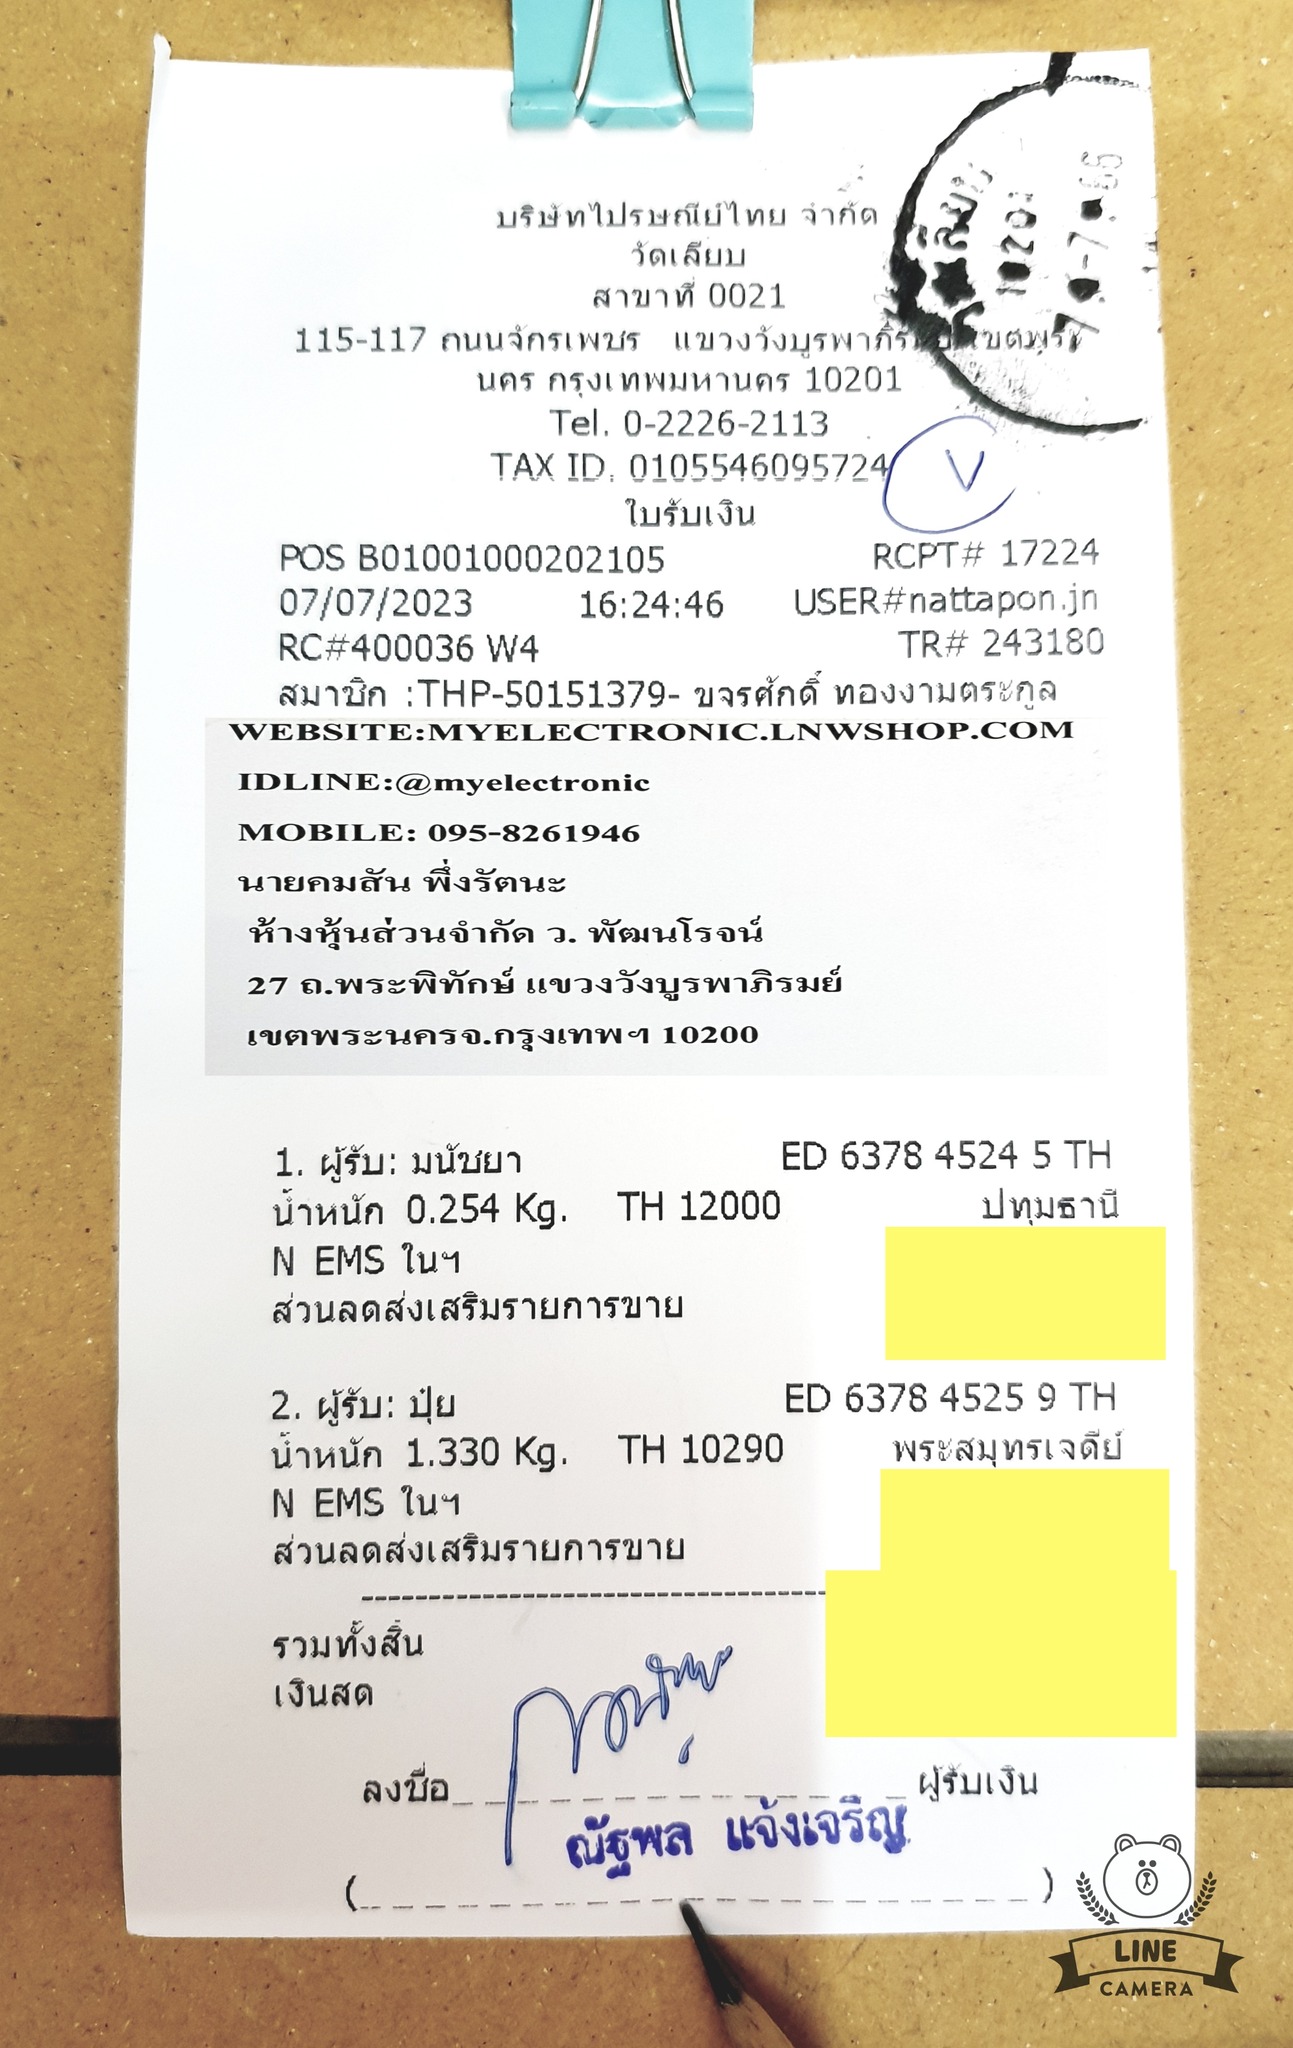 บริษัทไปรษณีย์ไทย จำกัด
วัดเลียบ
สาขาที่ 0021
115-117 ถนนจักรเพชร แขวงวังบูรพาภิรมย์ เขตพระ
นคร กรุงเทพมหานคร 10201
Tel. 0-2226-2113
TAX ID. 0105546095724
V
ใบรับเงิน
POS B01001000202105 RCPT# 17224
07/07/2023 16:24:46 USER#nattapon.jn
RC#400036 W4 TR# 243180
สมาชิก :THP-50151379- ขจรศักดิ์ ทองงามตระกูล
WEBSITE:MYELECTRONIC.LNWSHOP.COM
IDLINE:@myelectronic
MOBILE: 095-8261946
นายคมสัน พึ่งรัตนะ
ห้างหุ้นส่วนจำกัด ว. พัฒนโรจน์
27 ถ.พระพิทักษ์ แขวงวังบูรพาภิรมย์
เขตพระนครจ.กรุงเทพฯ 10200
1. ผู้รับ: มนัชยา ED 6378 4524 5 TH
น้ำหนัก 0.254 Kg. TH 12000 ปทุมธานี
N EMS ในฯ
ส่วนลดส่งเสริมรายการขาย
2. ผู้รับ: ปุ๋ย ED 6378 4525 9 TH
น้ำหนัก 1.330 Kg. TH 10290 พระสมุทรเจดีย์
N EMS ในฯ
ส่วนลดส่งเสริมรายการขาย
รวมทั้งสิ้น
เงินสด
ลงชื่อ ผู้รับเงิน
ณัฐพล แจ้งเจริญ
LINE
CAMERA